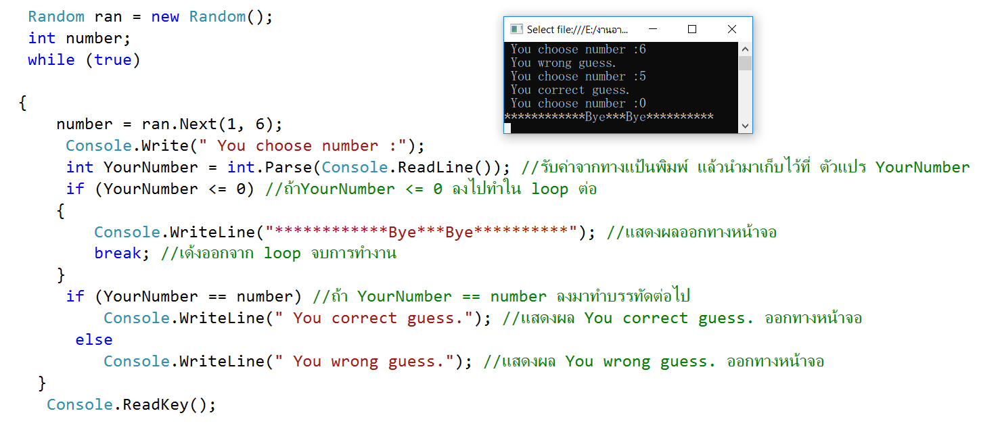 Random ran = new Random();
int number;
while (true)
{
number = ran.Next(1, 6);
Console.Write(" You choose number :");
int YourNumber = int.Parse(Console.ReadLine()); //รับค่าจากทางแป้นพิมพ์ แล้วนำมาเก็บไว้ที่ ตัวแปร YourNumber
if (YourNumber <= 0) //ถ้าYourNumber <= 0 ลงไปทำใน loop ต่อ
{
Console.WriteLine("************Bye***Bye**********"); //แสดงผลออกทางหน้าจอ
break; //เด้งออกจาก loop จบการทำงาน
}
if (YourNumber == number) //ถ้า YourNumber == number ลงมาทำบรรทัดต่อไป
Console.WriteLine(" You correct guess."); //แสดงผล You correct guess. ออกทางหน้าจอ
else
Console.WriteLine(" You wrong guess."); //แสดงผล You wrong guess. ออกทางหน้าจอ
}
Console.ReadKey();
Select file:///E:/งานอา...
You choose number :6
You wrong guess.
You choose number :5
You correct guess.
You choose number :0
************Bye***Bye**********